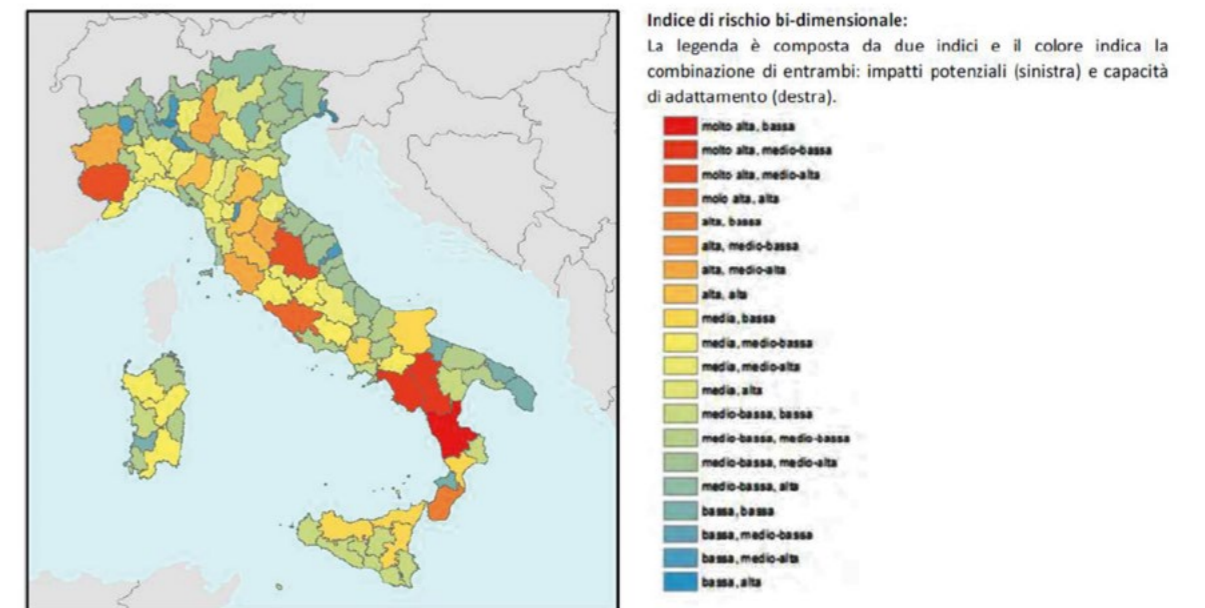 Indice di rischio bi-dimensionale:
La legenda è composta da due indici e il colore indica la
combinazione di entrambi: impatti potenziali (sinistra) e capacità
di adattamento (destra).
molto alta, bassa
molto alta, medio-bassa
molto alta, medio-alta
molo alta, alta
alta, bassa
alta, medio-bassa
alta, medio-alta
alta, alta
media, bassa
media, medio-bassa
media, medio-alta
media, alta
medio-bassa, bassa
medio-bassa, medio-bassa
medio-bassa, medio-alta
medio-bassa, alta
bassa, bassa
bassa, medio-bassa
bassa, medio-alta
bassa, alta